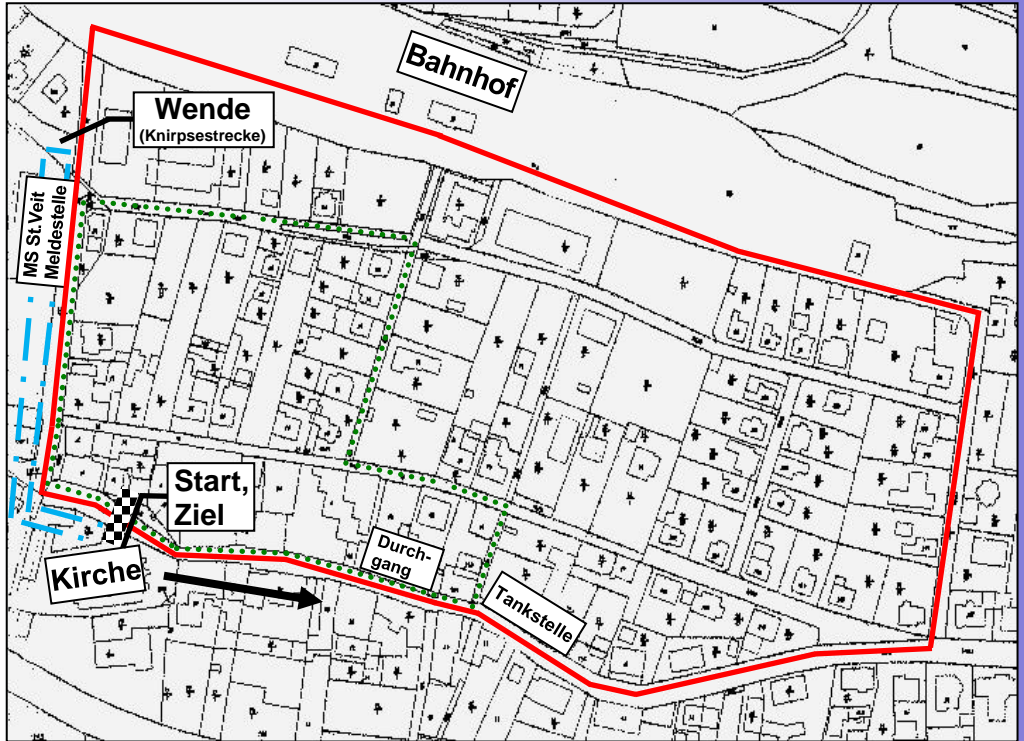 Bahnhof
Wende
(Knirpsestrecke)
MS St.Veit
Meldestelle
Start,
Ziel
Kirche
Durch-
gang
Tankstelle